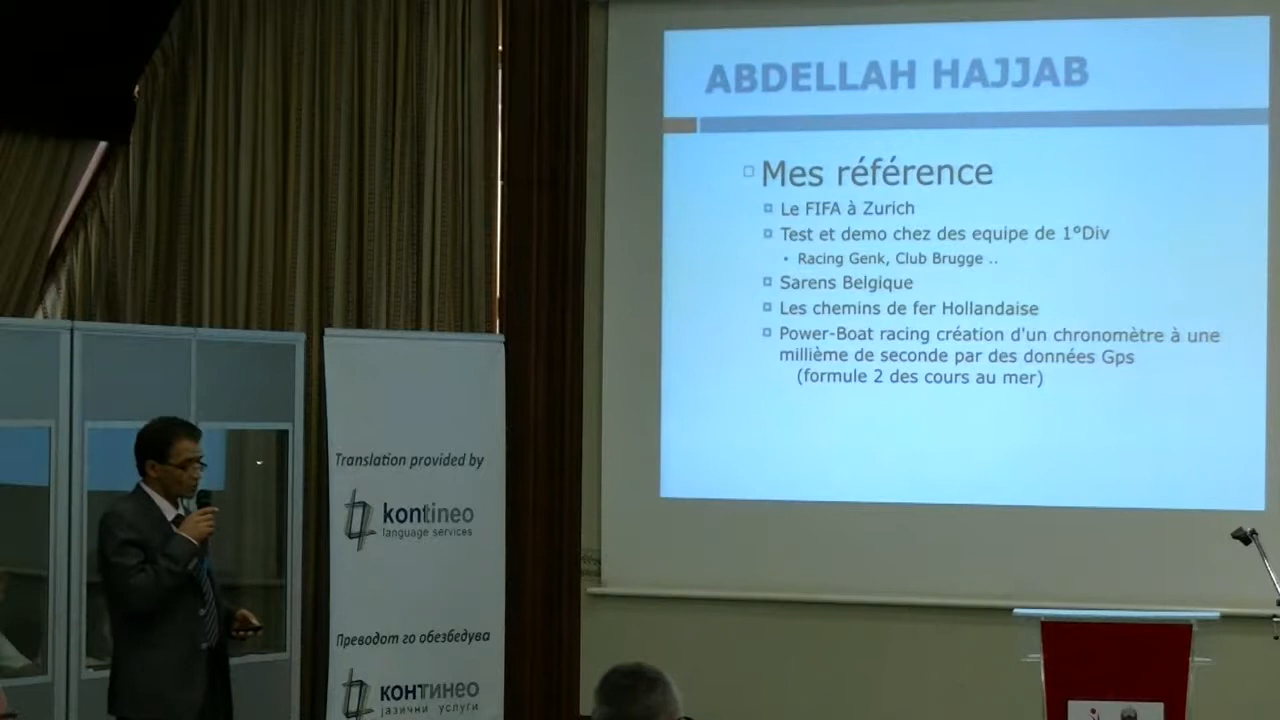 ABDELLAH HAJJAB
Mes référence
Le FIFA à Zurich
Test et demo chez des equipe de 1°Div
Racing Genk, Club Brugge ..
Sarens Belgique
Les chemins de fer Hollandaise
Power-Boat racing création d'un chronomètre à une
millième de seconde par des données Gps
(formule 2 des cours au mer)
Translation provided by
kontineo
language services
Преводот го обезбедува
континео
јазични услуги